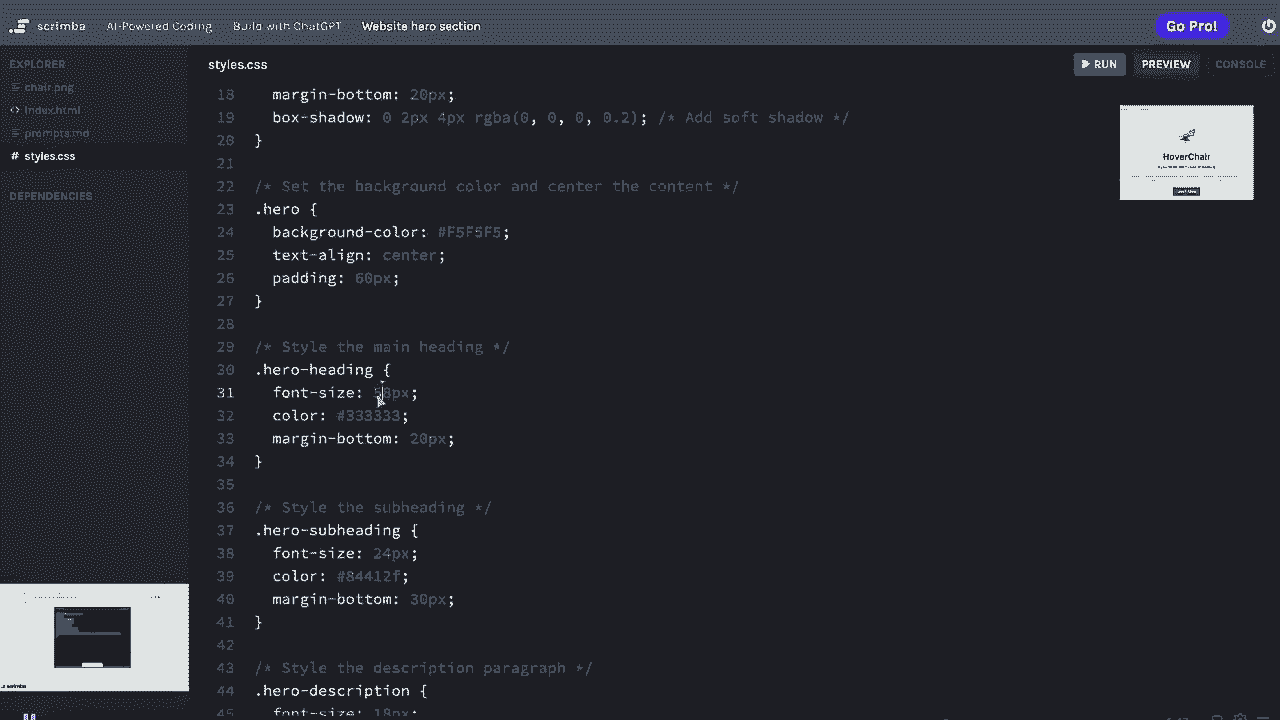 scrimba AI-Powered Coding Build with ChatGPT Website hero section Go Pro!
EXPLORER
chair.png
<> index.html
prompts.md
# styles.css
DEPENDENCIES
styles.css RUN PREVIEW CONSOLE
18 margin-bottom: 20px;
19 box-shadow: 0 2px 4px rgba(0, 0, 0, 0.2); /* Add soft shadow */
20 }
21
22 /* Set the background color and center the content */
23 .hero {
24 background-color: #F5F5F5;
25 text-align: center;
26 padding: 60px;
27 }
28
29 /* Style the main heading */
30 .hero-heading {
31 font-size: 58px;
32 color: #333333;
33 margin-bottom: 20px;
34 }
35
36 /* Style the subheading */
37 .hero-subheading {
38 font-size: 24px;
39 color: #84412f;
40 margin-bottom: 30px;
41 }
42
43 /* Style the description paragraph */
44 .hero-description {
45 font-size: 18px;
HoverChair